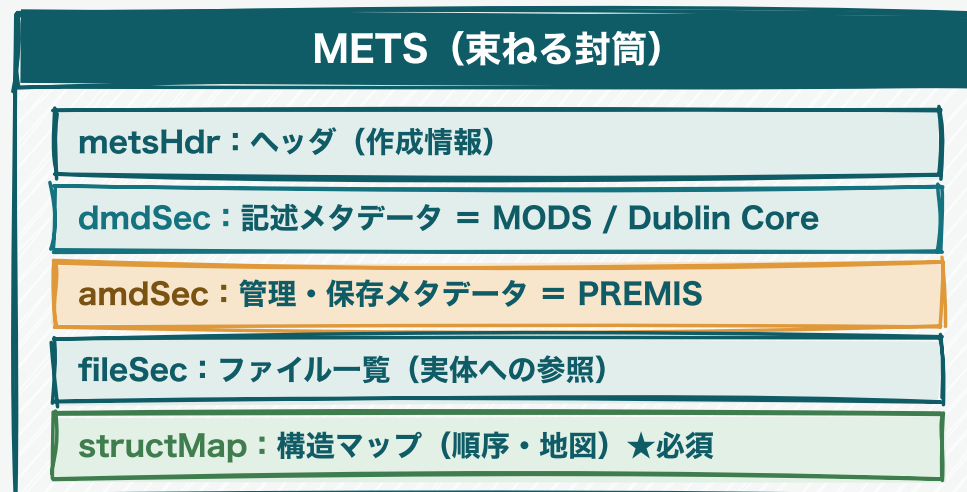 METS（束ねる封筒）
metsHdr：ヘッダ（作成情報）
dmdSec：記述メタデータ ＝ MODS / Dublin Core
amdSec：管理・保存メタデータ ＝ PREMIS
fileSec：ファイル一覧（実体への参照）
structMap：構造マップ（順序・地図）★必須